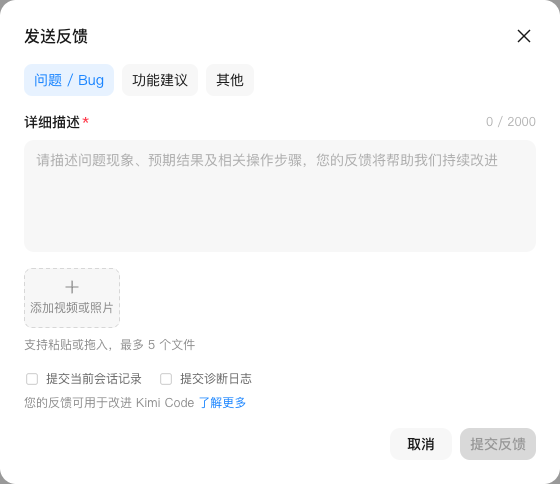 发送反馈
问题 / Bug 功能建议 其他
详细描述* 0 / 2000
请描述问题现象、预期结果及相关操作步骤，您的反馈将帮助我们持续改进
添加视频或照片
支持粘贴或拖入，最多 5 个文件
提交当前会话记录 提交诊断日志
您的反馈可用于改进 Kimi Code 了解更多
取消 提交反馈